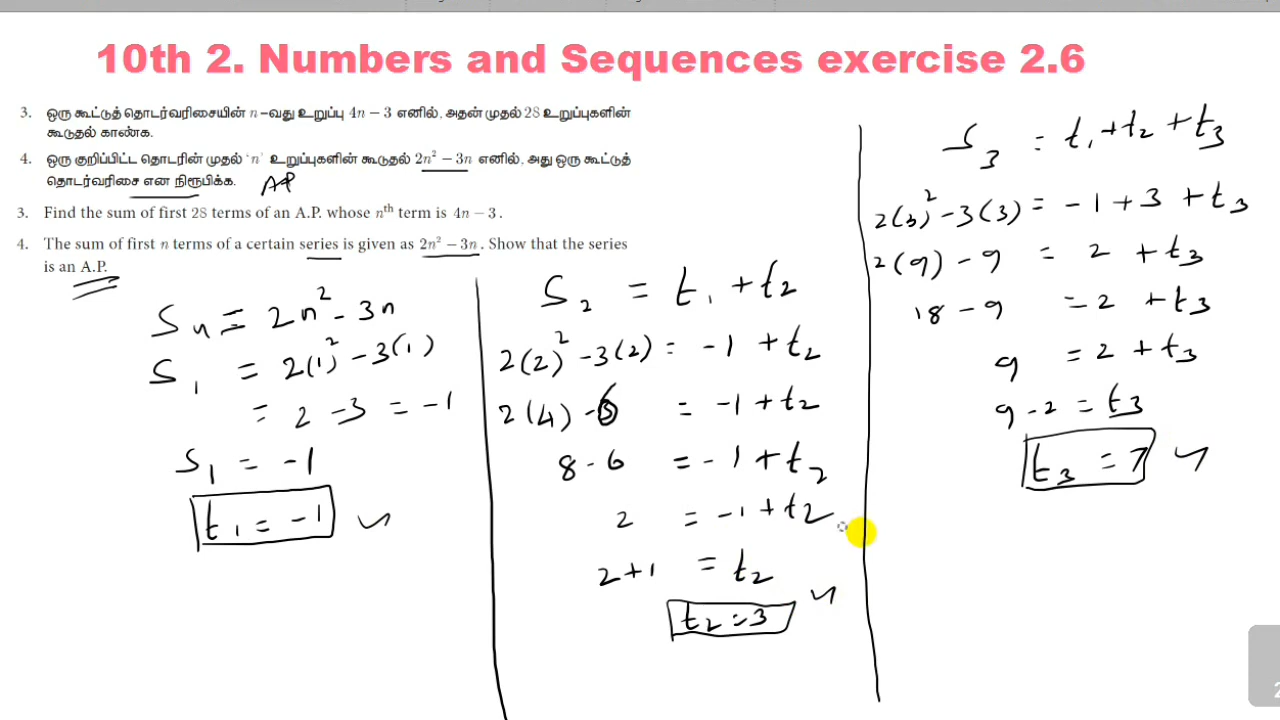 10th 2. Numbers and Sequences exercise 2.6
3. ஒரு கூட்டுத் தொடர்வரிசையின் n-வது உறுப்பு 4n − 3 எனில், அதன் முதல் 28 உறுப்புகளின்
கூடுதல் காண்க.
4. ஒரு குறிப்பிட்ட தொடரின் முதல் 'n' உறுப்புகளின் கூடுதல் 2n² − 3n எனில், அது ஒரு கூட்டுத்
தொடர்வரிசை என நிரூபிக்க. AP
3. Find the sum of first 28 terms of an A.P. whose nth term is 4n − 3.
4. The sum of first n terms of a certain series is given as 2n² − 3n. Show that the series
is an A.P.
Sn = 2n² - 3n
S1 = 2(1)² - 3(1)
= 2 - 3 = -1
S1 = -1
t1 = -1
S2 = t1 + t2
2(2)² - 3(2) = -1 + t2
2(4) - 6 = -1 + t2
8 - 6 = -1 + t2
2 = -1 + t2
2+1 = t2
t2 = 3
S3 = t1 + t2 + t3
2(3)² - 3(3) = -1 + 3 + t3
2(9) - 9 = 2 + t3
18 - 9 = 2 + t3
9 = 2 + t3
9 - 2 = t3
t3 = 7
2